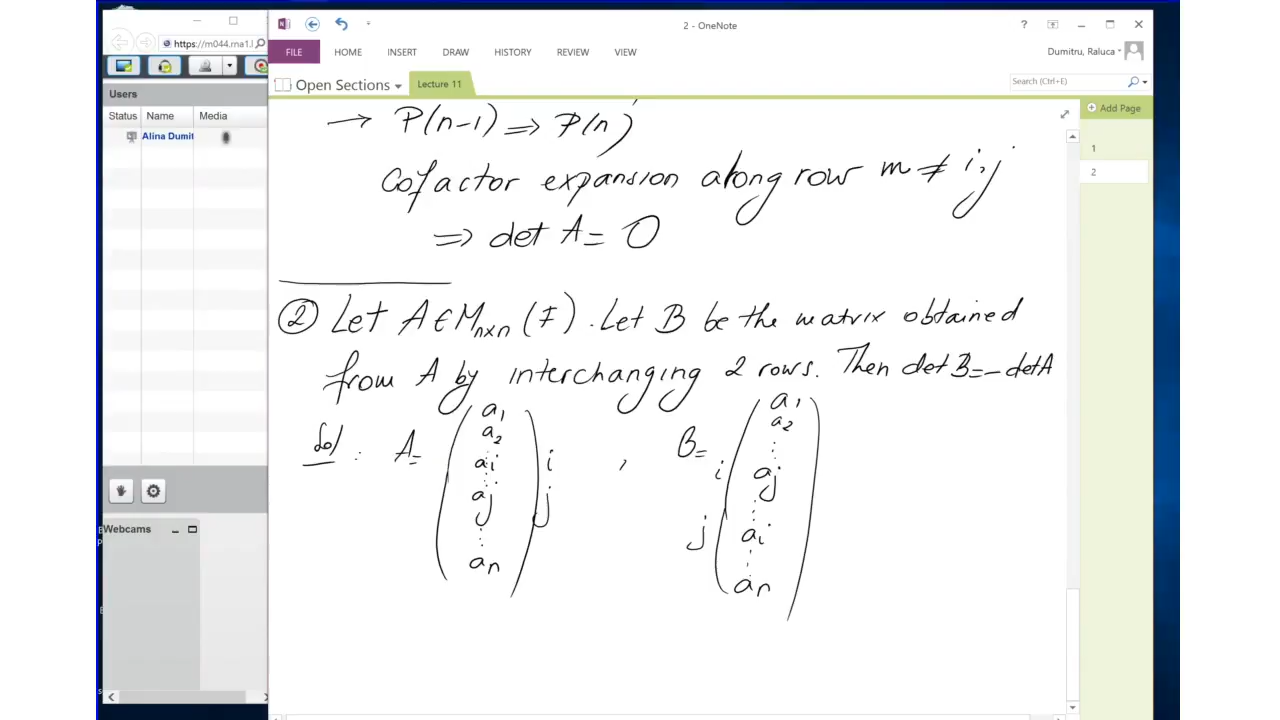 2 - OneNote
?
https://m044.rna1.l
FILE HOME INSERT DRAW HISTORY REVIEW VIEW
Dumitru, Raluca
Open Sections Lecture 11
Search (Ctrl+E)
Users
Status Name Media
Alina Dumit
Add Page
1
2
→ P(n-1) ⟹ P(n)
Cofactor expansion along row m ≠ i,j
⟹ det A = 0
② Let A ∈ M_{n×n} (F). Let B be the matrix obtained
from A by interchanging 2 rows. Then det B = - det A
Sol : A = ( a₁ a₂ aᵢ ⋮ aⱼ ⋮ aₙ ) i j , B = i j ( a₁ a₂ ⋮ aⱼ ⋮ aᵢ ⋮ aₙ )
Webcams